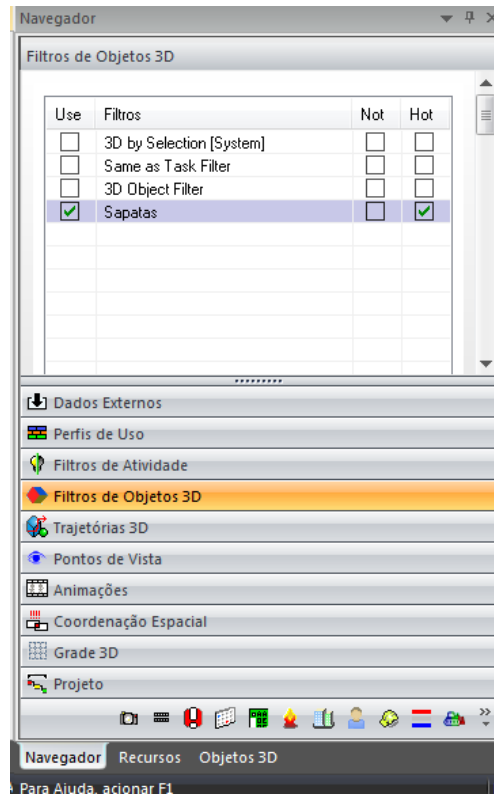 Navegador
Filtros de Objetos 3D
Use Filtros Not Hot
3D by Selection [System]
Same as Task Filter
3D Object Filter
Sapatas
Dados Externos
Perfis de Uso
Filtros de Atividade
Filtros de Objetos 3D
Trajetórias 3D
Pontos de Vista
Animações
Coordenação Espacial
Grade 3D
Projeto
Navegador Recursos Objetos 3D
Para Ajuda, acionar F1